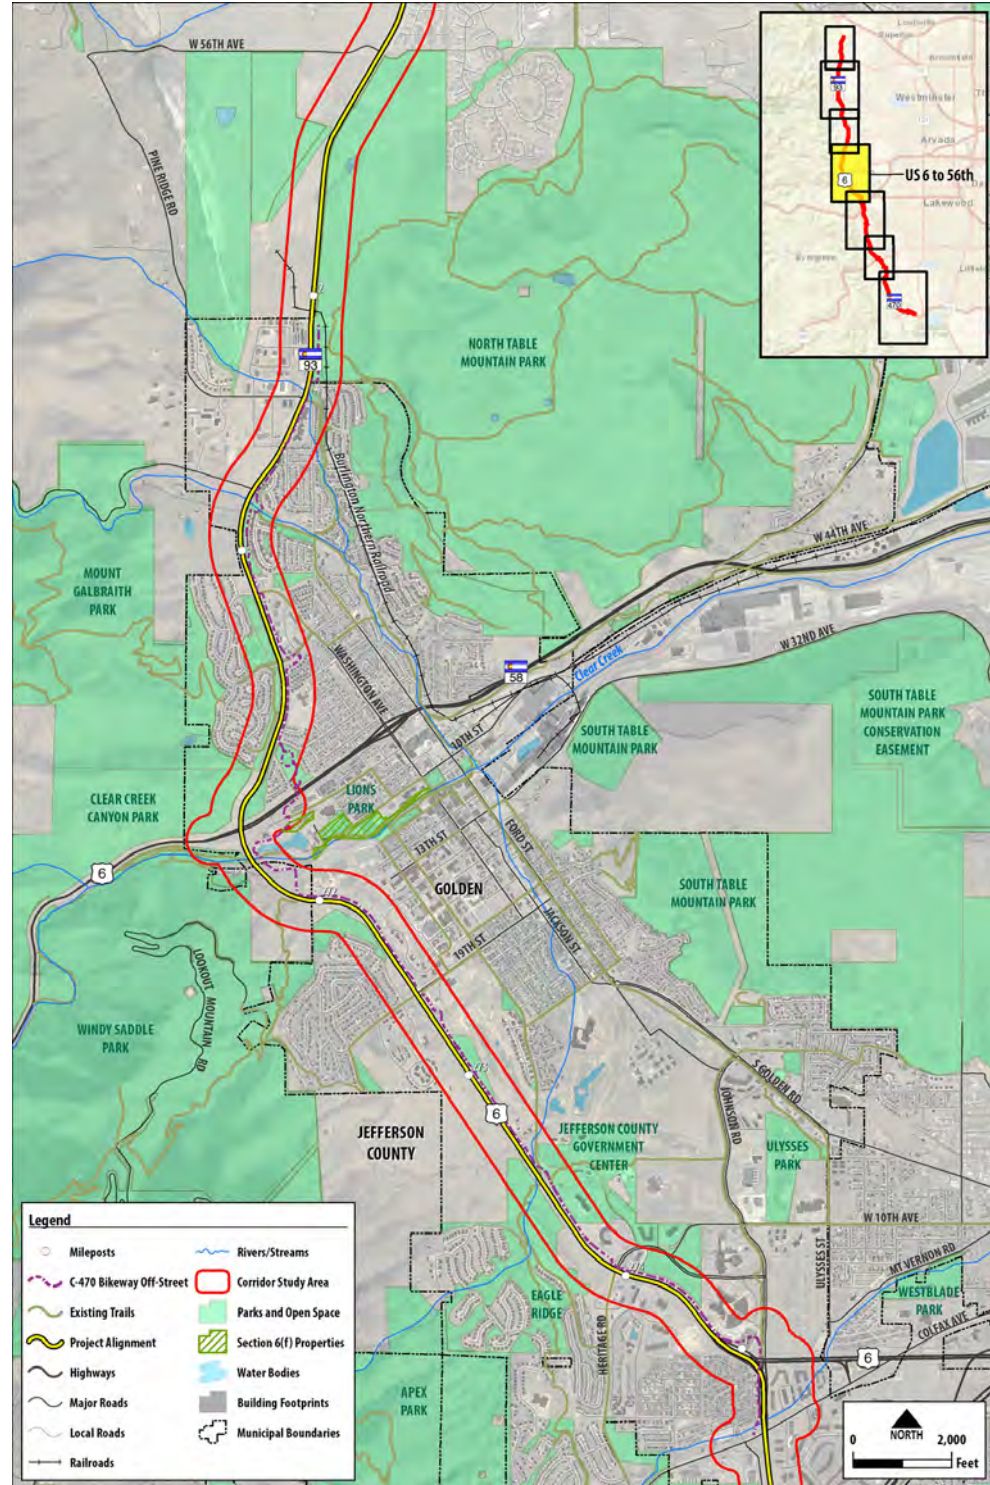 W 56TH AVE
PINE RIDGE RD
Louisville
Superior
Broomfield
93
Westminster
Arvada
US 6 to 56th
6
Lakewood
Evergreen
470
NORTH TABLE
MOUNTAIN PARK
93
Burlington Northern Railroad
W 44TH AVE
MOUNT
GALBRAITH
PARK
W 32ND AVE
Clear Creek
WASHINGTON AVE
58
SOUTH TABLE
MOUNTAIN PARK
CONSERVATION
EASEMENT
SOUTH TABLE
MOUNTAIN PARK
10TH ST
CLEAR CREEK
CANYON PARK
LIONS
PARK
13TH ST
FORD ST
6
GOLDEN
SOUTH TABLE
MOUNTAIN PARK
JACKSON ST
19TH ST
LOOKOUT MOUNTAIN RD
WINDY SADDLE
PARK
S GOLDEN RD
JOHNSON RD
6
JEFFERSON
COUNTY
JEFFERSON COUNTY
GOVERNMENT
CENTER
ULYSSES
PARK
W 10TH AVE
ULYSSES ST
MT VERNON RD
WESTBLADE
PARK
COLFAX AVE
EAGLE
RIDGE
HERITAGE RD
6
APEX
PARK
Legend
Mileposts
C-470 Bikeway Off-Street
Existing Trails
Project Alignment
Highways
Major Roads
Local Roads
Railroads
Rivers/Streams
Corridor Study Area
Parks and Open Space
Section 6(f) Properties
Water Bodies
Building Footprints
Municipal Boundaries
NORTH
0 2,000
Feet